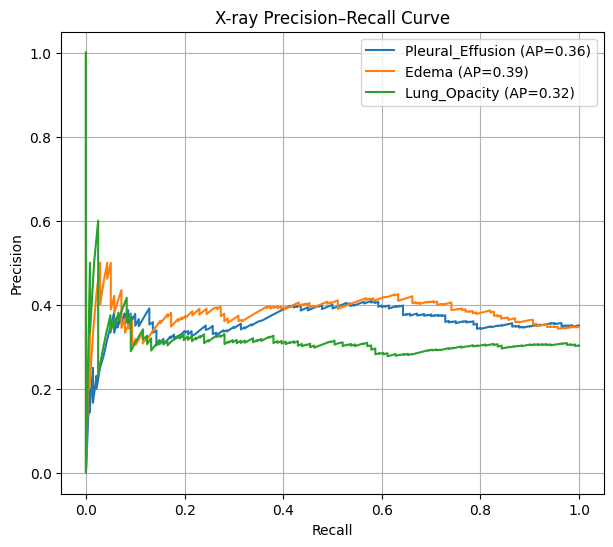 X-ray Precision–Recall Curve
Pleural_Effusion (AP=0.36)
Edema (AP=0.39)
Lung_Opacity (AP=0.32)
Precision
1.0
0.8
0.6
0.4
0.2
0.0
0.0 0.2 0.4 0.6 0.8 1.0
Recall